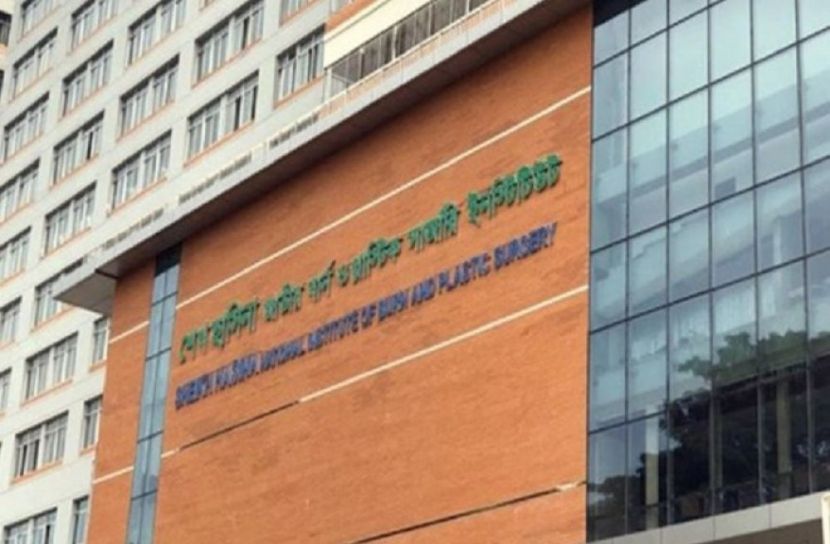 শেখ হাসিনা জাতীয় বার্ন ও প্লাস্টিক সার্জারি ইনস্টিটিউট
SHEIKH HASINA NATIONAL INSTITUTE OF BURN AND PLASTIC SURGERY